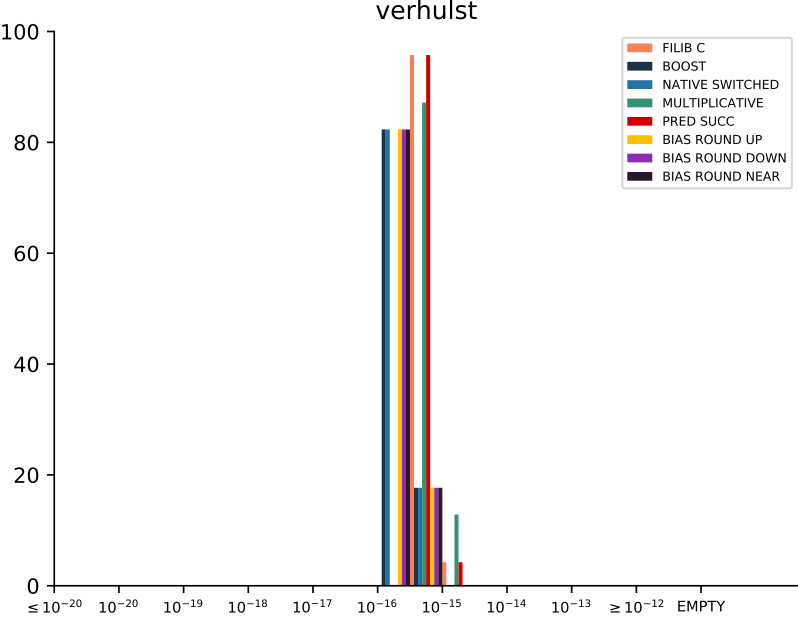 verhulst
100
80
60
40
20
0
FILIB C
BOOST
NATIVE SWITCHED
MULTIPLICATIVE
PRED SUCC
BIAS ROUND UP
BIAS ROUND DOWN
BIAS ROUND NEAR
≤ 10⁻²⁰ 10⁻²⁰ 10⁻¹⁹ 10⁻¹⁸ 10⁻¹⁷ 10⁻¹⁶ 10⁻¹⁵ 10⁻¹⁴ 10⁻¹³ ≥ 10⁻¹² EMPTY